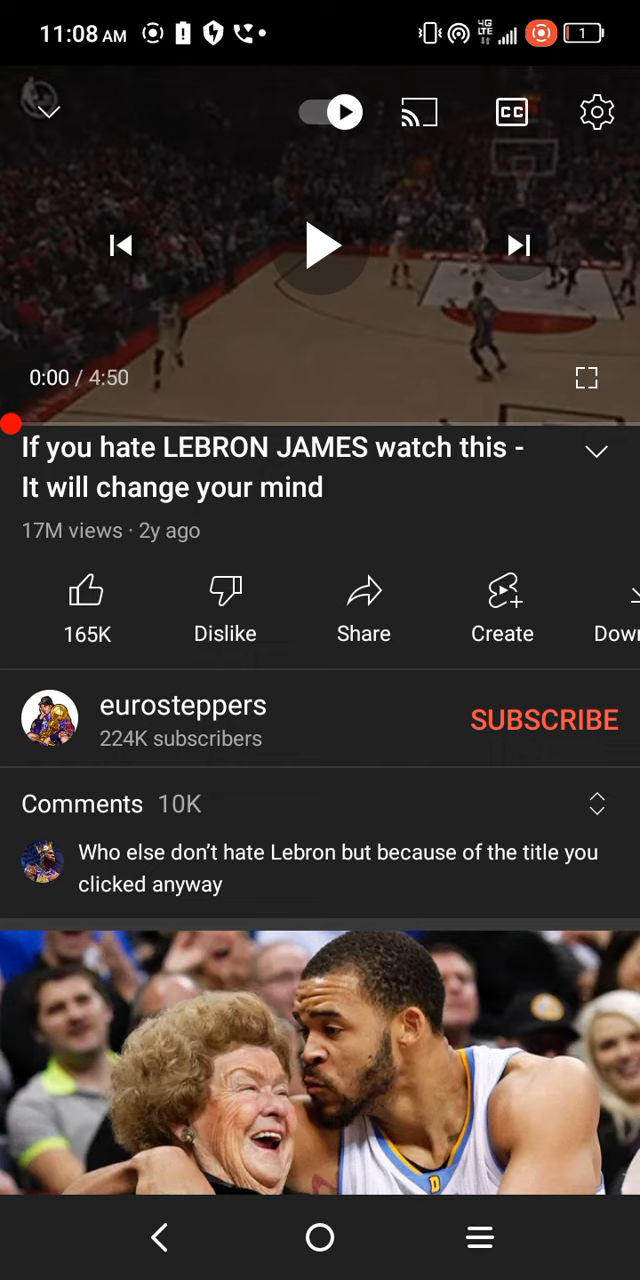 11:08 AM
4G
LTE
1
CC
0:00 / 4:50
If you hate LEBRON JAMES watch this -
It will change your mind
17M views · 2y ago
165K
Dislike
Share
Create
Down
eurosteppers
224K subscribers
SUBSCRIBE
Comments 10K
Who else don’t hate Lebron but because of the title you
clicked anyway
D